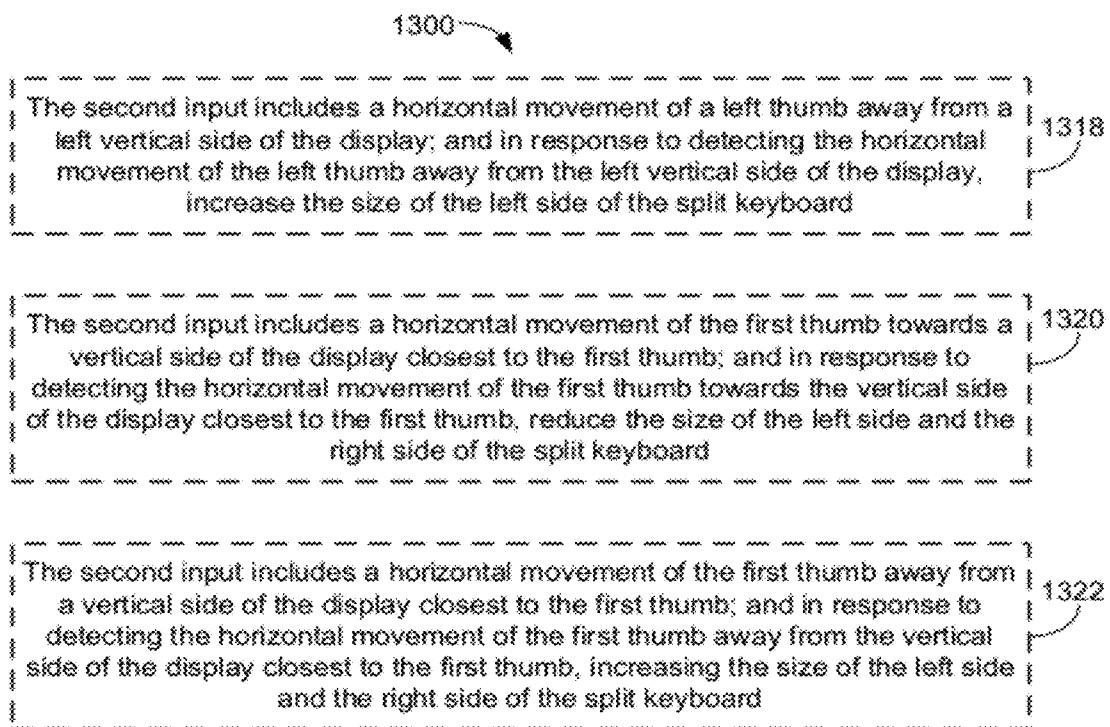 1300
The second input includes a horizontal movement of a left thumb away from a
left vertical side of the display; and in response to detecting the horizontal
movement of the left thumb away from the left vertical side of the display,
increase the size of the left side of the split keyboard
1318
The second input includes a horizontal movement of the first thumb towards a
vertical side of the display closest to the first thumb; and in response to
detecting the horizontal movement of the first thumb towards the vertical side
of the display closest to the first thumb, reduce the size of the left side and the
right side of the split keyboard
1320
The second input includes a horizontal movement of the first thumb away from
a vertical side of the display closest to the first thumb; and in response to
detecting the horizontal movement of the first thumb away from the vertical
side of the display closest to the first thumb, increasing the size of the left side
and the right side of the split keyboard
1322